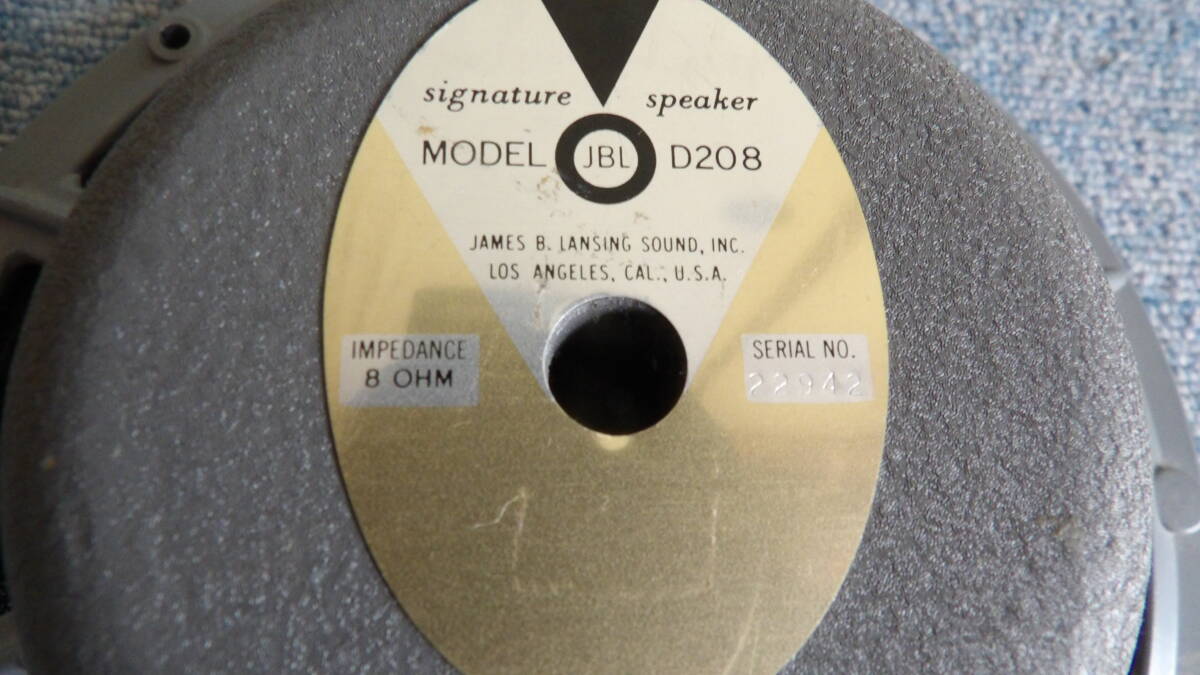 signature speaker
MODEL JBL D208
JAMES B. LANSING SOUND, INC.
LOS ANGELES, CAL., U.S.A.
IMPEDANCE
8 OHM
SERIAL NO.
22942